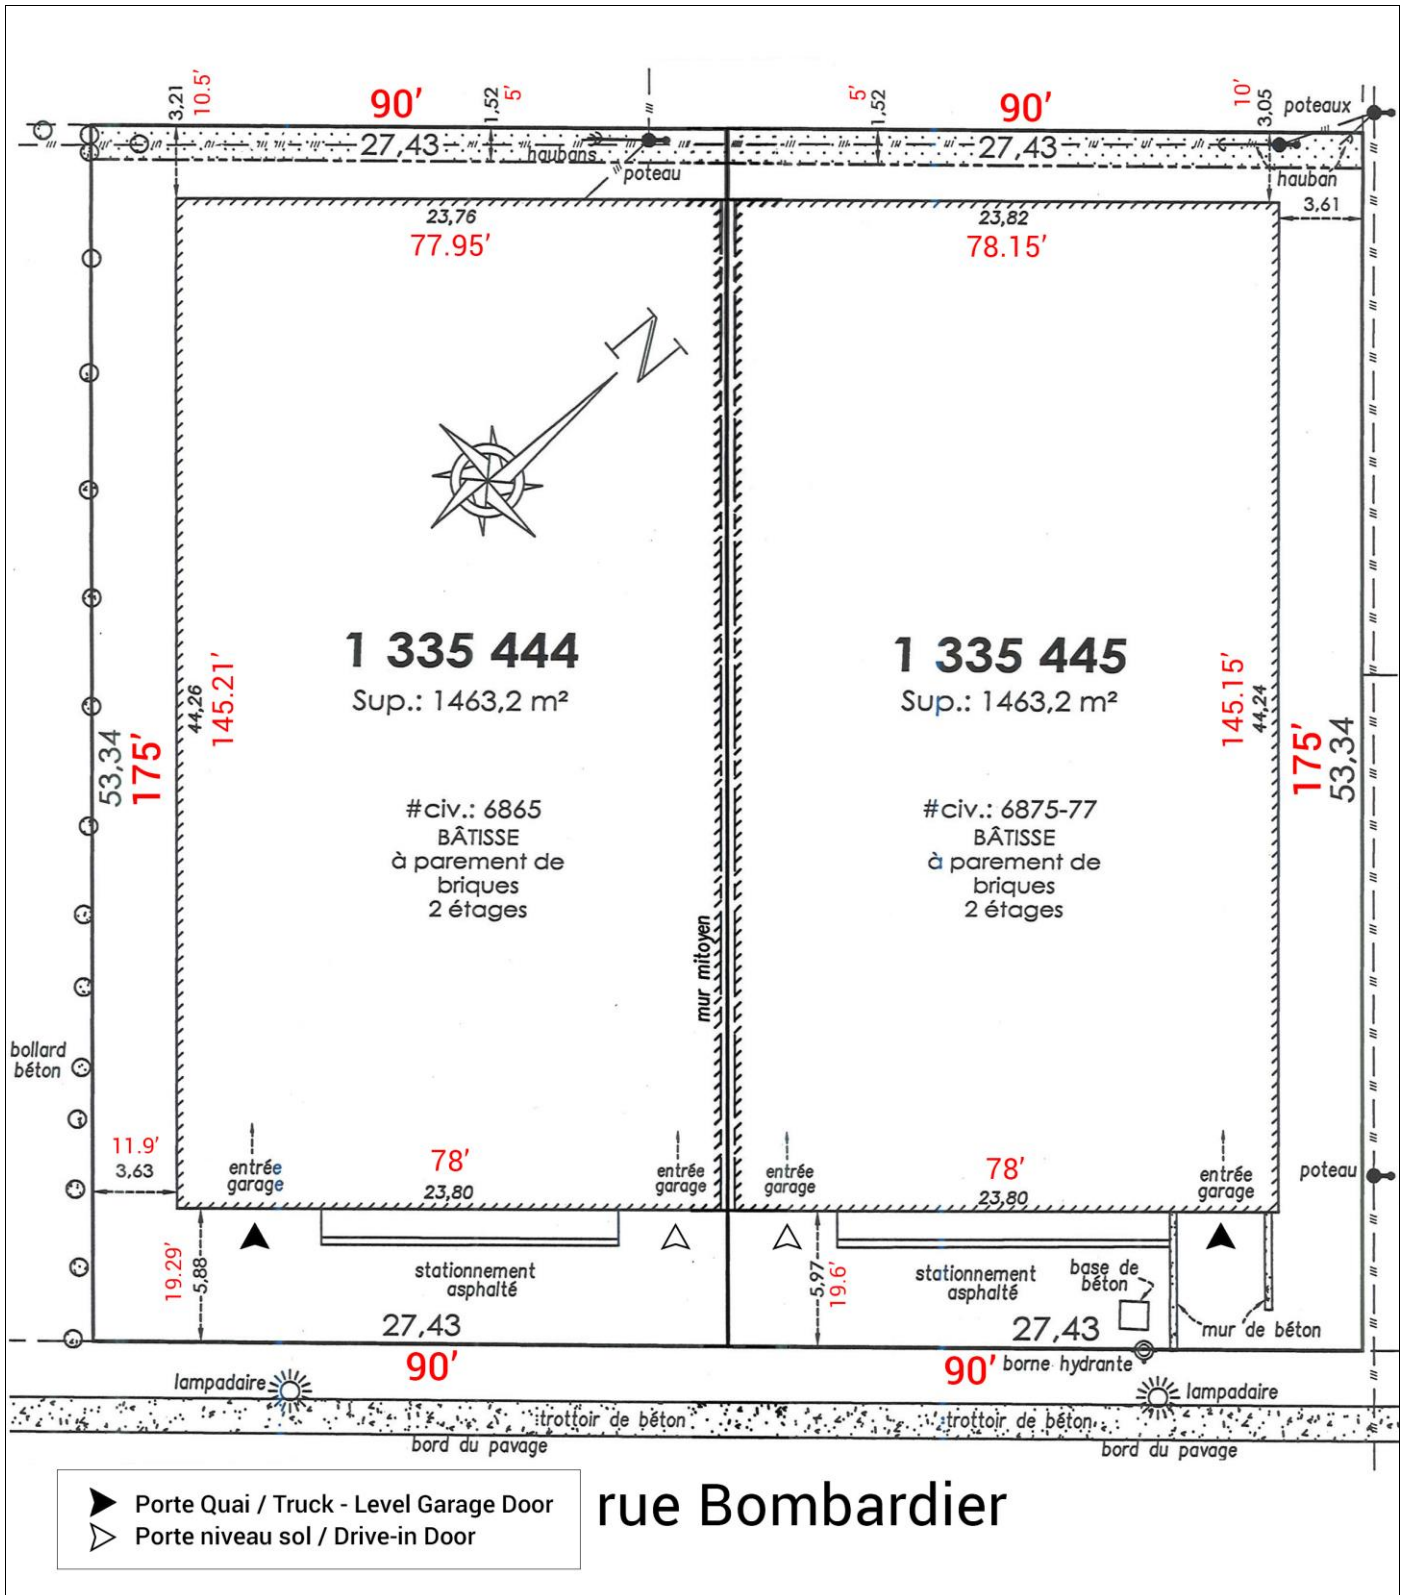 3,21
10.5'
90'
1,52
5'
5'
1,52
90'
10'
3,05
poteaux
27,43
haubans
27,43
poteau
hauban
23,76
23,82
3,61
77.95'
78.15'
N
1 335 444
1 335 445
Sup.: 1463,2 m²
Sup.: 1463,2 m²
53,34
175'
44,26
145.21'
145.15'
44,24
175'
53,34
#civ.: 6865
BÂTISSE
à parement de
briques
2 étages
#civ.: 6875-77
BÂTISSE
à parement de
briques
2 étages
mur mitoyen
bollard
béton
11.9'
3,63
entrée
garage
78'
23,80
entrée
garage
entrée
garage
78'
23,80
entrée
garage
poteau
19.29'
5,88
stationnement
asphalté
5,97
19.6'
stationnement
asphalté
base de
béton
27,43
27,43
mur de béton
90'
90'
borne hydrante
lampadaire
lampadaire
trottoir de béton
trottoir de béton
bord du pavage
bord du pavage
Porte Quai / Truck - Level Garage Door
Porte niveau sol / Drive-in Door
rue Bombardier